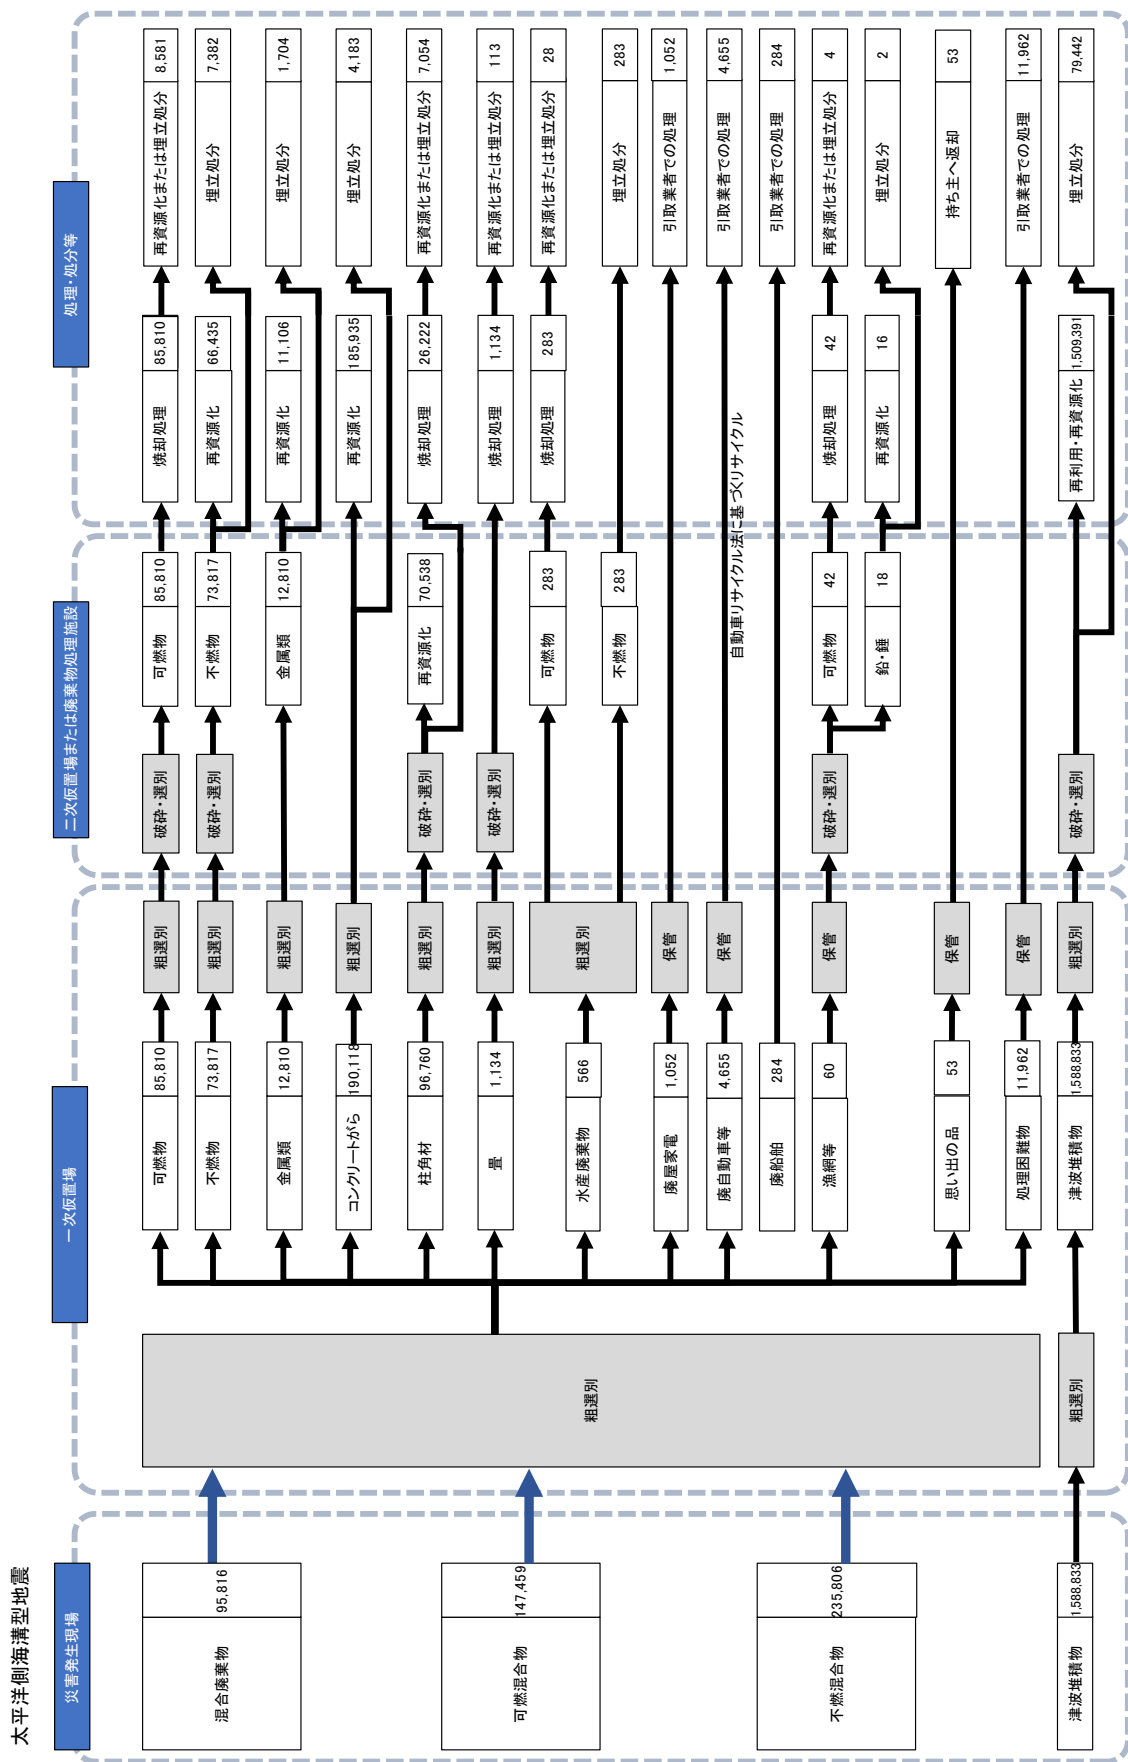 太平洋側海溝型地震
災害発生現場
一次仮置場
二次仮置場または廃棄物処理施設
処理・処分等
混合廃棄物 95,816
可燃混合物 147,459
不燃混合物 235,806
津波堆積物 1,588,833
粗選別
粗選別
可燃物 85,810 粗選別 破砕・選別 可燃物 85,810 焼却処理 85,810 再資源化または埋立処分 8,581
不燃物 73,817 粗選別 破砕・選別 不燃物 73,817 再資源化 66,435 埋立処分 7,382
金属類 12,810 粗選別 金属類 12,810 再資源化 11,106 埋立処分 1,704
コンクリートがら 190,118 粗選別 再資源化 185,935 埋立処分 4,183
柱角材 96,760 粗選別 破砕・選別 再資源化 70,538 焼却処理 26,222 再資源化または埋立処分 7,054
畳 1,134 粗選別 破砕・選別 焼却処理 1,134 再資源化または埋立処分 113
水産廃棄物 566 粗選別 可燃物 283 焼却処理 283 再資源化または埋立処分 28
不燃物 283 埋立処分 283
廃屋家電 1,052 保管 引取業者での処理 1,052
廃自動車等 4,655 保管 引取業者での処理 4,655
自動車リサイクル法に基づくリサイクル
廃船舶 284 引取業者での処理 284
漁網等 60 保管 破砕・選別 可燃物 42 焼却処理 42 再資源化または埋立処分 4
鉛・錘 18 再資源化 16 埋立処分 2
思い出の品 53 保管 持ち主へ返却 53
処理困難物 11,962 保管 引取業者での処理 11,962
津波堆積物 1,588,833 粗選別 破砕・選別 再利用・再資源化 1,509,391 埋立処分 79,442